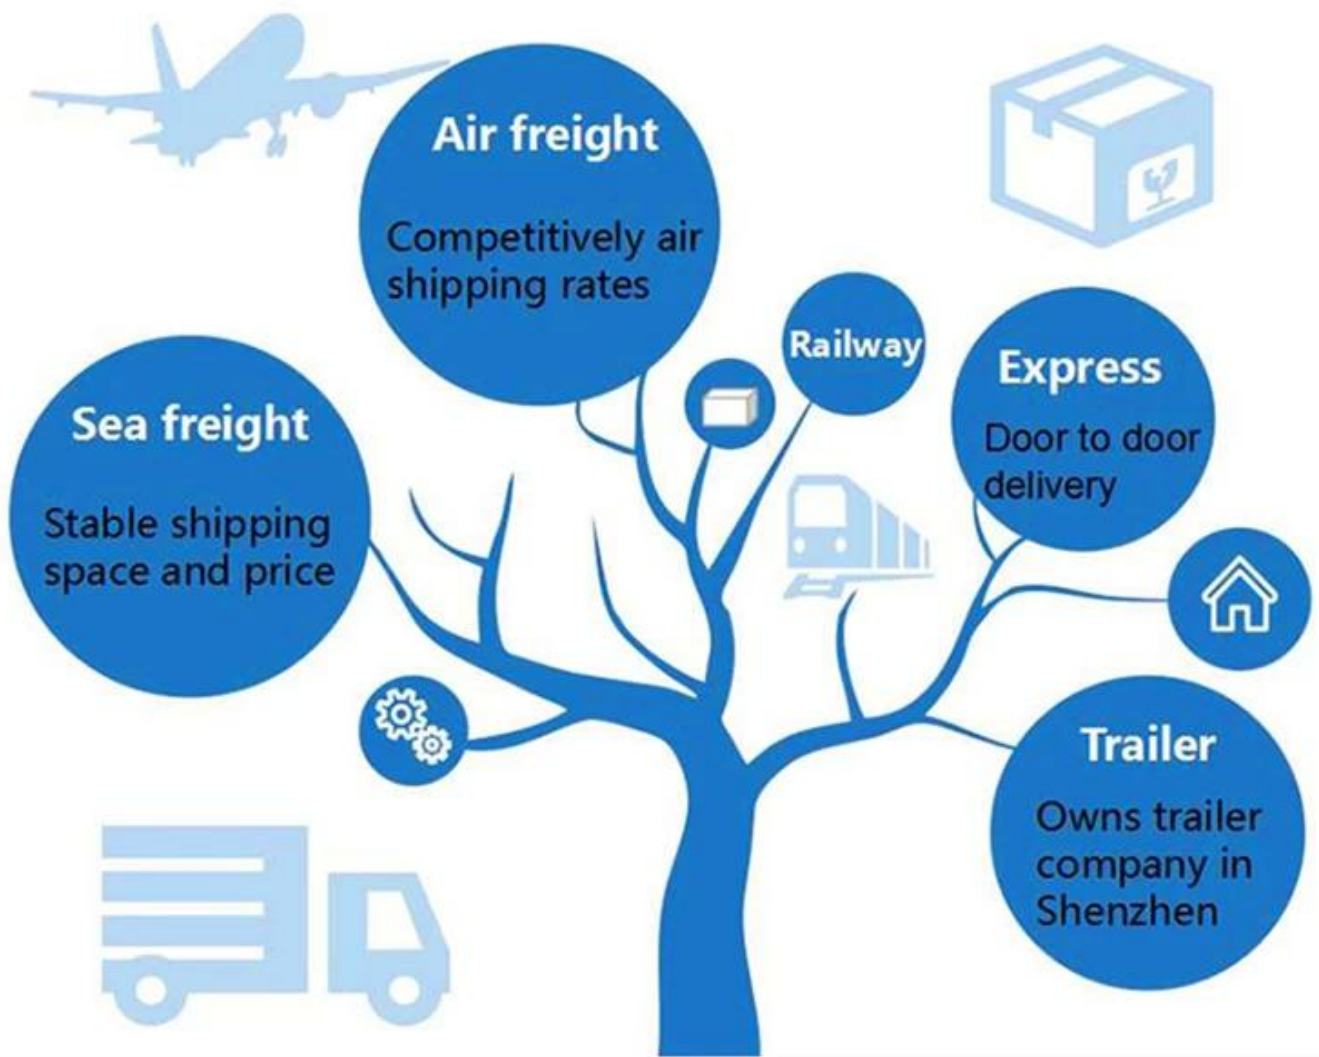 Air freight
Competitively air
shipping rates
Railway
Express
Door to door
delivery
Sea freight
Stable shipping
space and price
Trailer
Owns trailer
company in
Shenzhen